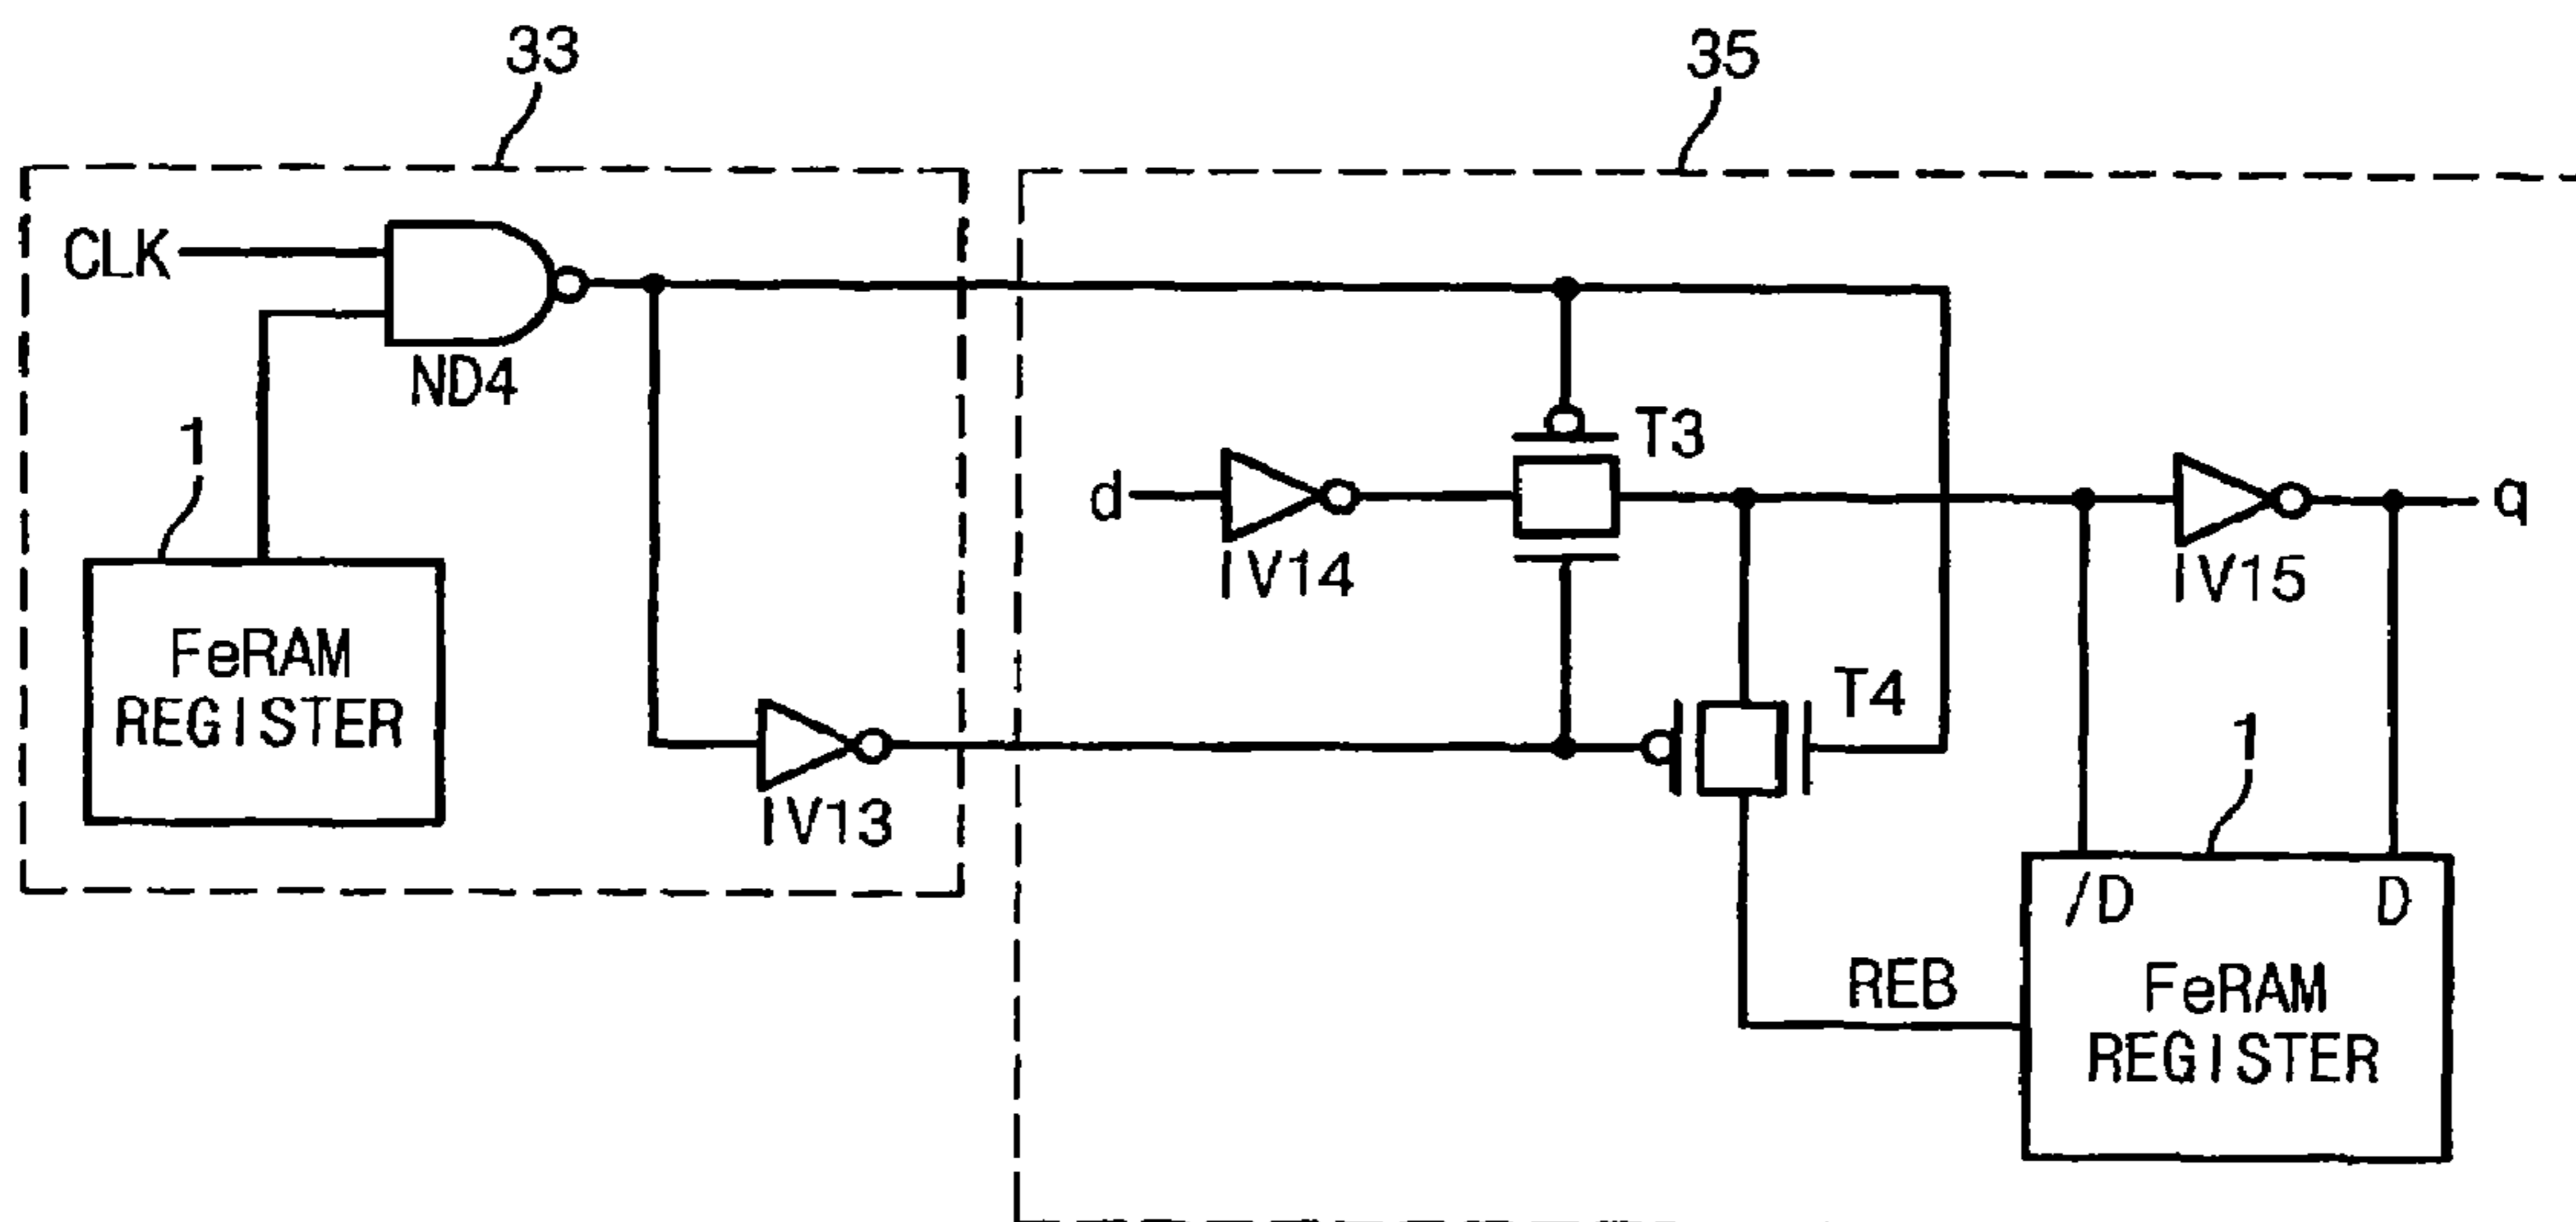 33
35
CLK
ND4
1
FeRAM
REGISTER
IV13
d
IV14
T3
T4
IV15
q
1
/D D
REB
FeRAM
REGISTER